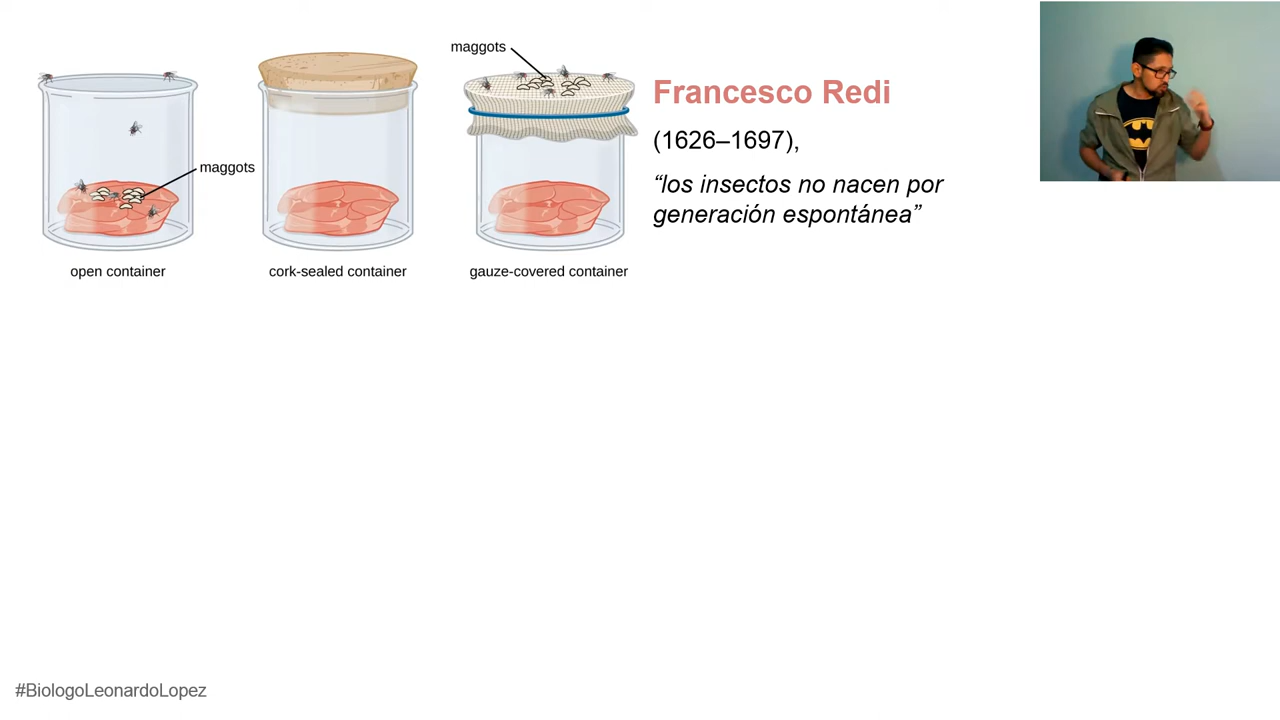 maggots
maggots
open container
cork-sealed container
gauze-covered container
Francesco Redi
(1626–1697),
“los insectos no nacen por
generación espontánea”
#BiologoLeonardoLopez